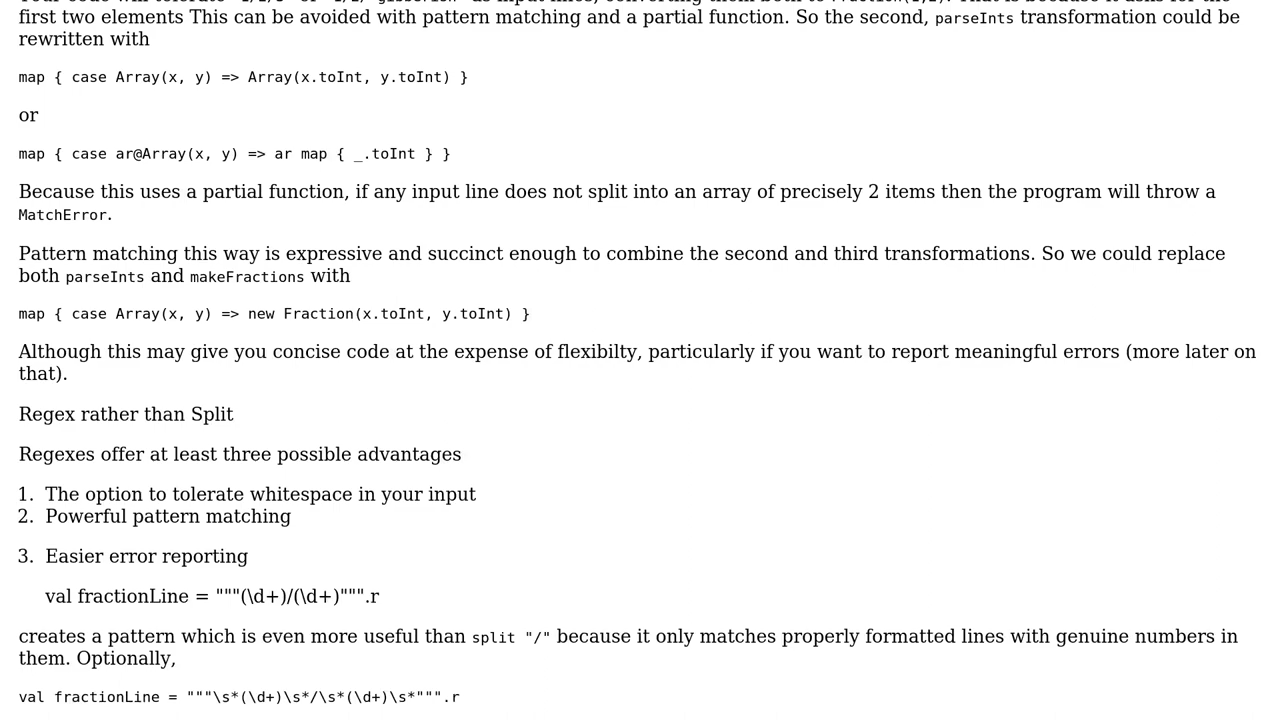 first two elements This can be avoided with pattern matching and a partial function. So the second, parseInts transformation could be
rewritten with
map { case Array(x, y) => Array(x.toInt, y.toInt) }
or
map { case ar@Array(x, y) => ar map { _.toInt } }
Because this uses a partial function, if any input line does not split into an array of precisely 2 items then the program will throw a
MatchError.
Pattern matching this way is expressive and succinct enough to combine the second and third transformations. So we could replace
both parseInts and makeFractions with
map { case Array(x, y) => new Fraction(x.toInt, y.toInt) }
Although this may give you concise code at the expense of flexibilty, particularly if you want to report meaningful errors (more later on
that).
Regex rather than Split
Regexes offer at least three possible advantages
1. The option to tolerate whitespace in your input
2. Powerful pattern matching
3. Easier error reporting
val fractionLine = """(\d+)/(\d+)""".r
creates a pattern which is even more useful than split "/" because it only matches properly formatted lines with genuine numbers in
them. Optionally,
val fractionLine = """\s*(\d+)\s*/\s*(\d+)\s*""".r